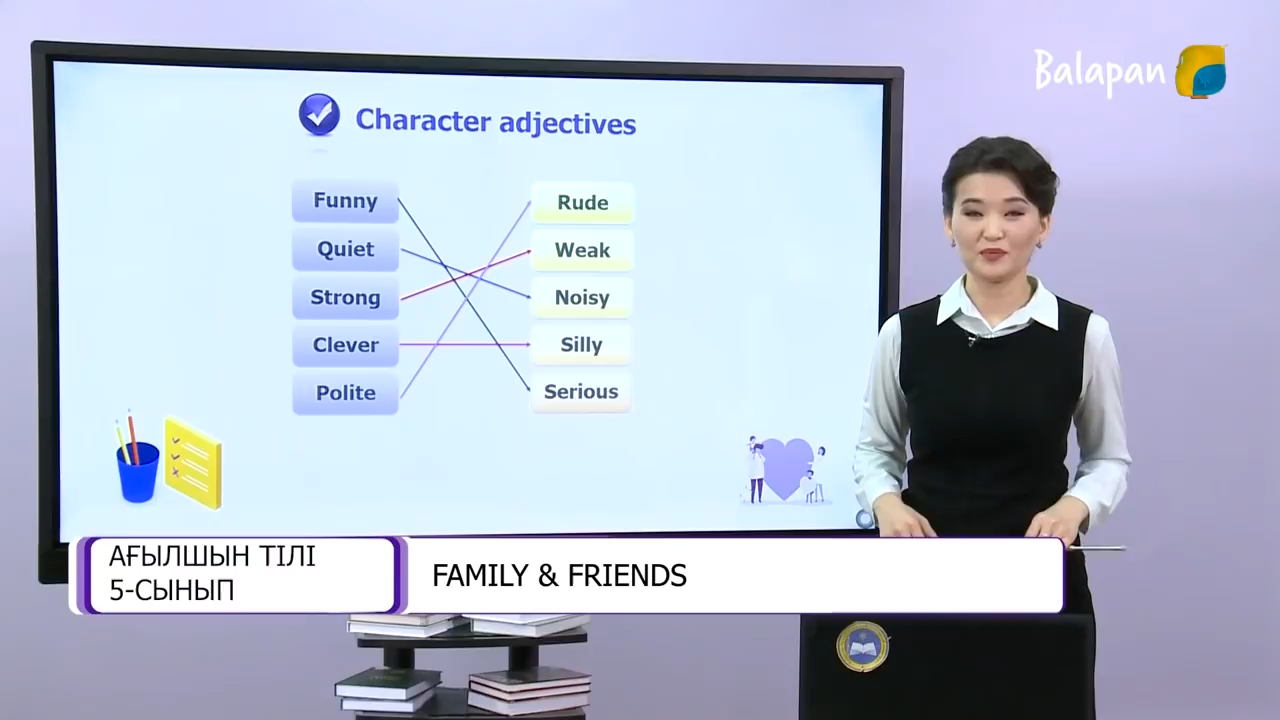 Balapan
Character adjectives
Funny
Quiet
Strong
Clever
Polite
Rude
Weak
Noisy
Silly
Serious
АҒЫЛШЫН ТІЛІ
5-СЫНЫП
FAMILY & FRIENDS